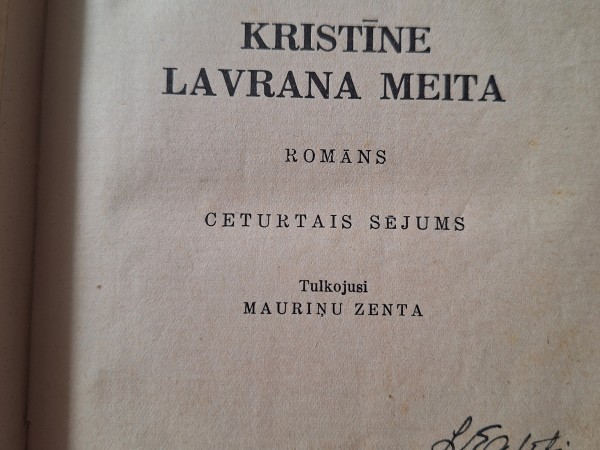 KRISTĪNE
LAVRANA MEITA
ROMĀNS
CETURTAIS SĒJUMS
Tulkojusi
MAURIŅU ZENTA